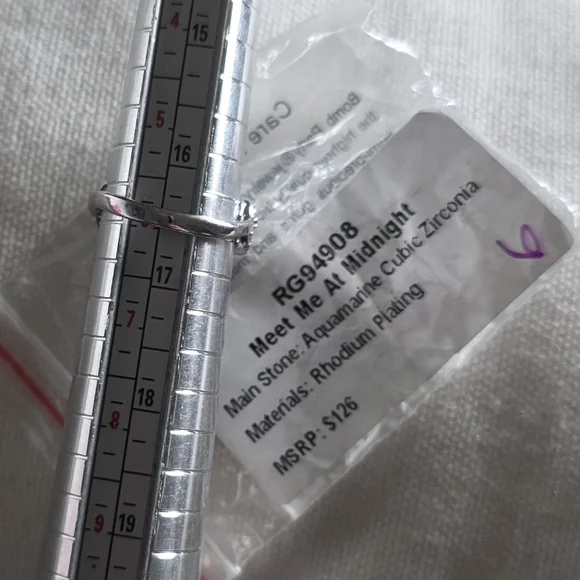 4
15
5
16
17
7
18
8
9
19
Care
RG94908
Meet Me At Midnight
Main Stone: Aquamarine Cubic Zirconia
Materials: Rhodium Plating
MSRP: $126
6